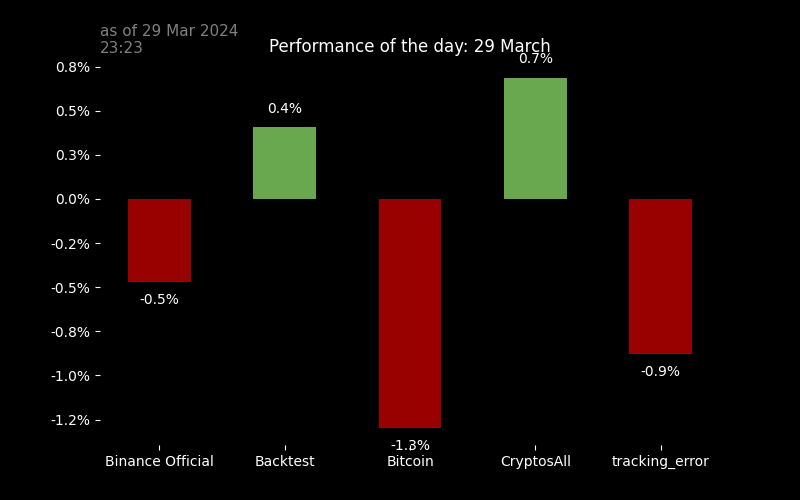 as of 29 Mar 2024
23:23
Performance of the day: 29 March
0.8%
0.5%
0.3%
0.0%
-0.2%
-0.5%
-0.8%
-1.0%
-1.2%
-0.5%
0.4%
-1.3%
0.7%
-0.9%
Binance Official
Backtest
Bitcoin
CryptosAll
tracking_error